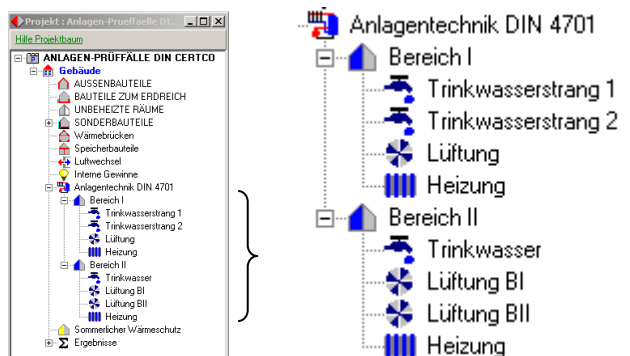 Projekt : Anlagen-Prueffaelle DI...
Hilfe Projektbaum
ANLAGEN-PRÜFFÄLLE DIN CERTCO
Gebäude
AUSSENBAUTEILE
BAUTEILE ZUM ERDREICH
UNBEHEIZTE RÄUME
SONDERBAUTEILE
Wärmebrücken
Speicherbauteile
Luftwechsel
Interne Gewinne
Anlagentechnik DIN 4701
Bereich I
Trinkwasserstrang 1
Trinkwasserstrang 2
Lüftung
Heizung
Bereich II
Trinkwasser
Lüftung BI
Lüftung BII
Heizung
Sommerlicher Wärmeschutz
Σ Ergebnisse
Anlagentechnik DIN 4701
Bereich I
Trinkwasserstrang 1
Trinkwasserstrang 2
Lüftung
Heizung
Bereich II
Trinkwasser
Lüftung BI
Lüftung BII
Heizung